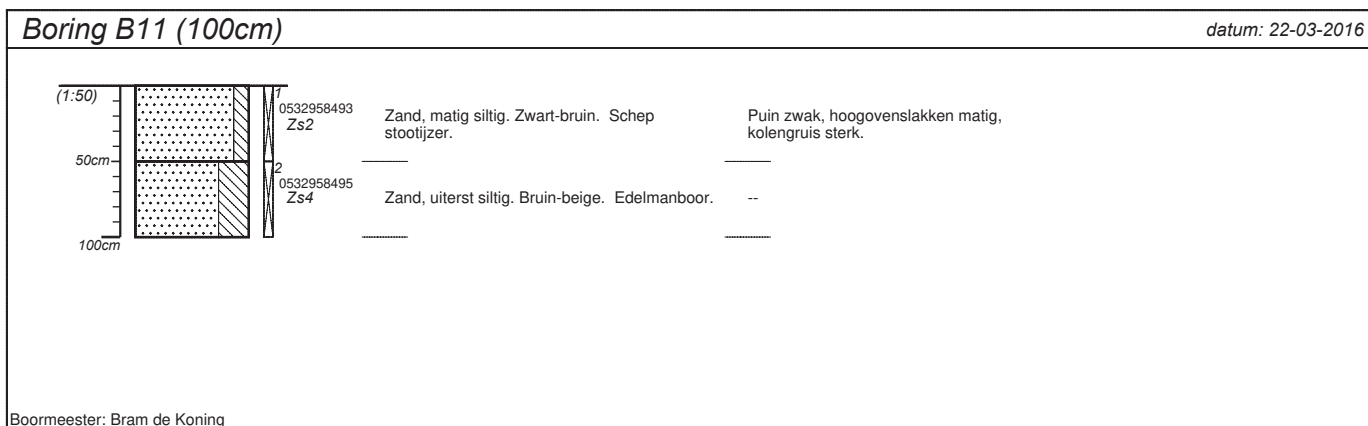 Boring B11 (100cm)
datum: 22-03-2016
(1:50)
1
0532958493
Zs2
Zand, matig siltig. Zwart-bruin. Schep
stootijzer.
Puin zwak, hoogovenslakken matig,
kolengruis sterk.
50cm
2
0532958495
Zs4
Zand, uiterst siltig. Bruin-beige. Edelmanboor.
--
100cm
Boormeester: Bram de Koning